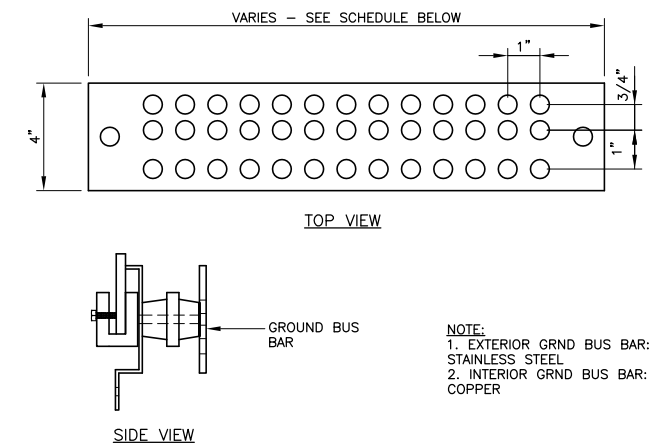 VARIES – SEE SCHEDULE BELOW
1"
3/4"
4"
1"
TOP VIEW
GROUND BUS
BAR
NOTE:
1. EXTERIOR GRND BUS BAR:
STAINLESS STEEL
2. INTERIOR GRND BUS BAR:
COPPER
SIDE VIEW